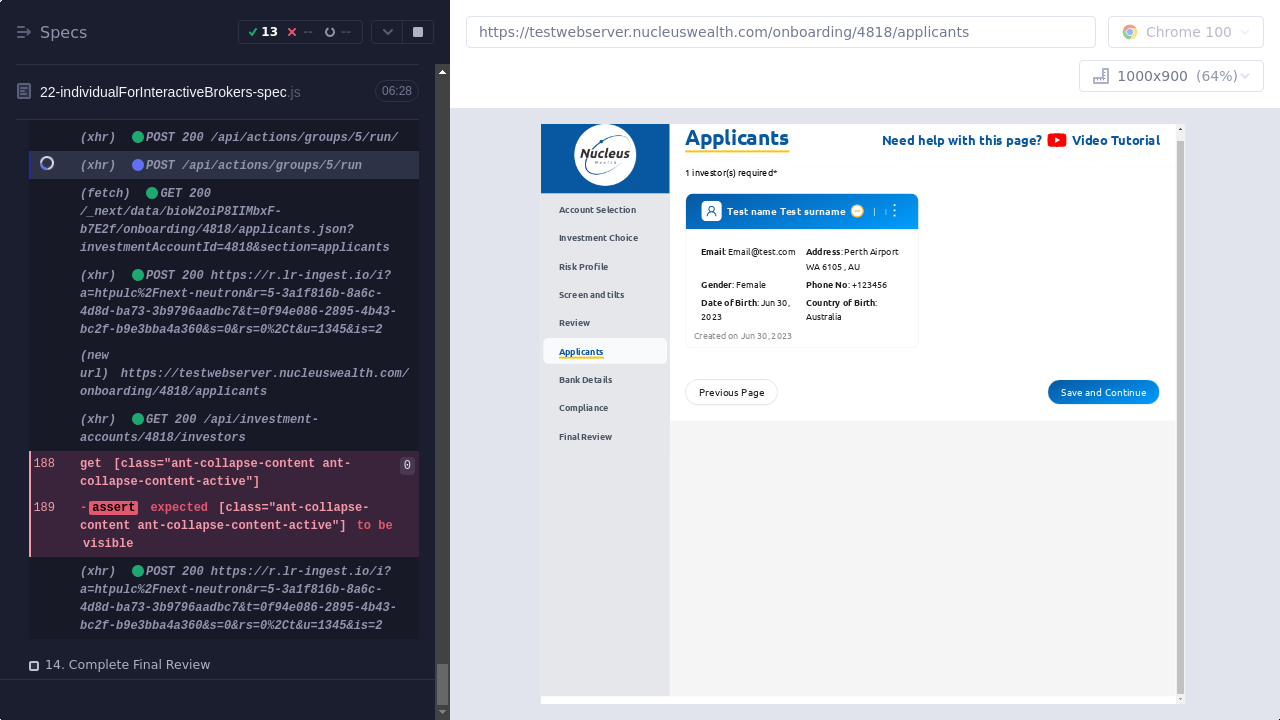 Specs
13
--
--
22-individualForInteractiveBrokers-spec.js
06:28
(xhr) POST 200 /api/actions/groups/5/run/
(xhr) POST /api/actions/groups/5/run
(fetch) GET 200
/_next/data/bioW2oiP8IIMbxF-
b7E2f/onboarding/4818/applicants.json?
investmentAccountId=4818&section=applicants
(xhr) POST 200 https://r.lr-ingest.io/i?
a=htpulc%2Fnext-neutron&r=5-3a1f816b-8a6c-
4d8d-ba73-3b9796aadbc7&t=0f94e086-2895-4b43-
bc2f-b9e3bba4a360&s=0&rs=0%2Ct&u=1345&is=2
(new
url) https://testwebserver.nucleuswealth.com/
onboarding/4818/applicants
(xhr) GET 200 /api/investment-
accounts/4818/investors
188 get [class="ant-collapse-content ant-
collapse-content-active"]
0
189 -assert expected [class="ant-collapse-
content ant-collapse-content-active"] to be
visible
(xhr) POST 200 https://r.lr-ingest.io/i?
a=htpulc%2Fnext-neutron&r=5-3a1f816b-8a6c-
4d8d-ba73-3b9796aadbc7&t=0f94e086-2895-4b43-
bc2f-b9e3bba4a360&s=0&rs=0%2Ct&u=1345&is=2
14. Complete Final Review
https://testwebserver.nucleuswealth.com/onboarding/4818/applicants
Chrome 100
1000x900 (64%)
Nucleus
Wealth
Account Selection
Investment Choice
Risk Profile
Screen and tilts
Review
Applicants
Bank Details
Compliance
Final Review
Applicants
Need help with this page? Video Tutorial
1 investor(s) required*
Test name Test surname
Email: Email@test.com
Address: Perth Airport
WA 6105 , AU
Gender: Female
Phone No: +123456
Date of Birth: Jun 30,
2023
Country of Birth:
Australia
Created on Jun 30, 2023
Previous Page
Save and Continue